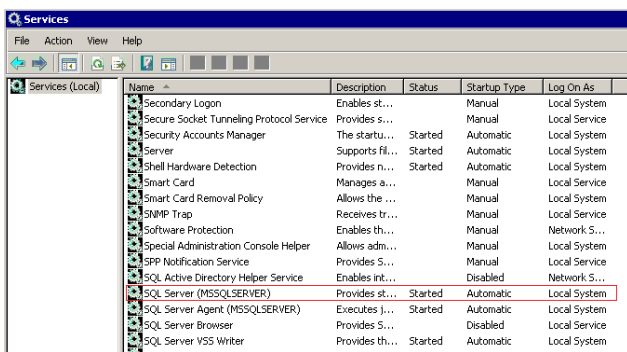 Services
File Action View Help
Services (Local)
Name Description Status Startup Type Log On As
Secondary Logon Enables st... Manual Local System
Secure Socket Tunneling Protocol Service Provides s... Manual Local Service
Security Accounts Manager The startu... Started Automatic Local System
Server Supports fil... Started Automatic Local System
Shell Hardware Detection Provides n... Started Automatic Local System
Smart Card Manages a... Manual Local Service
Smart Card Removal Policy Allows the ... Manual Local System
SNMP Trap Receives tr... Manual Local Service
Software Protection Enables th... Manual Network S...
Special Administration Console Helper Allows adm... Manual Local System
SPP Notification Service Provides S... Manual Local Service
SQL Active Directory Helper Service Enables int... Disabled Network S...
SQL Server (MSSQLSERVER) Provides st... Started Automatic Local System
SQL Server Agent (MSSQLSERVER) Executes j... Started Automatic Local System
SQL Server Browser Provides S... Disabled Local Service
SQL Server VSS Writer Provides th... Started Automatic Local System